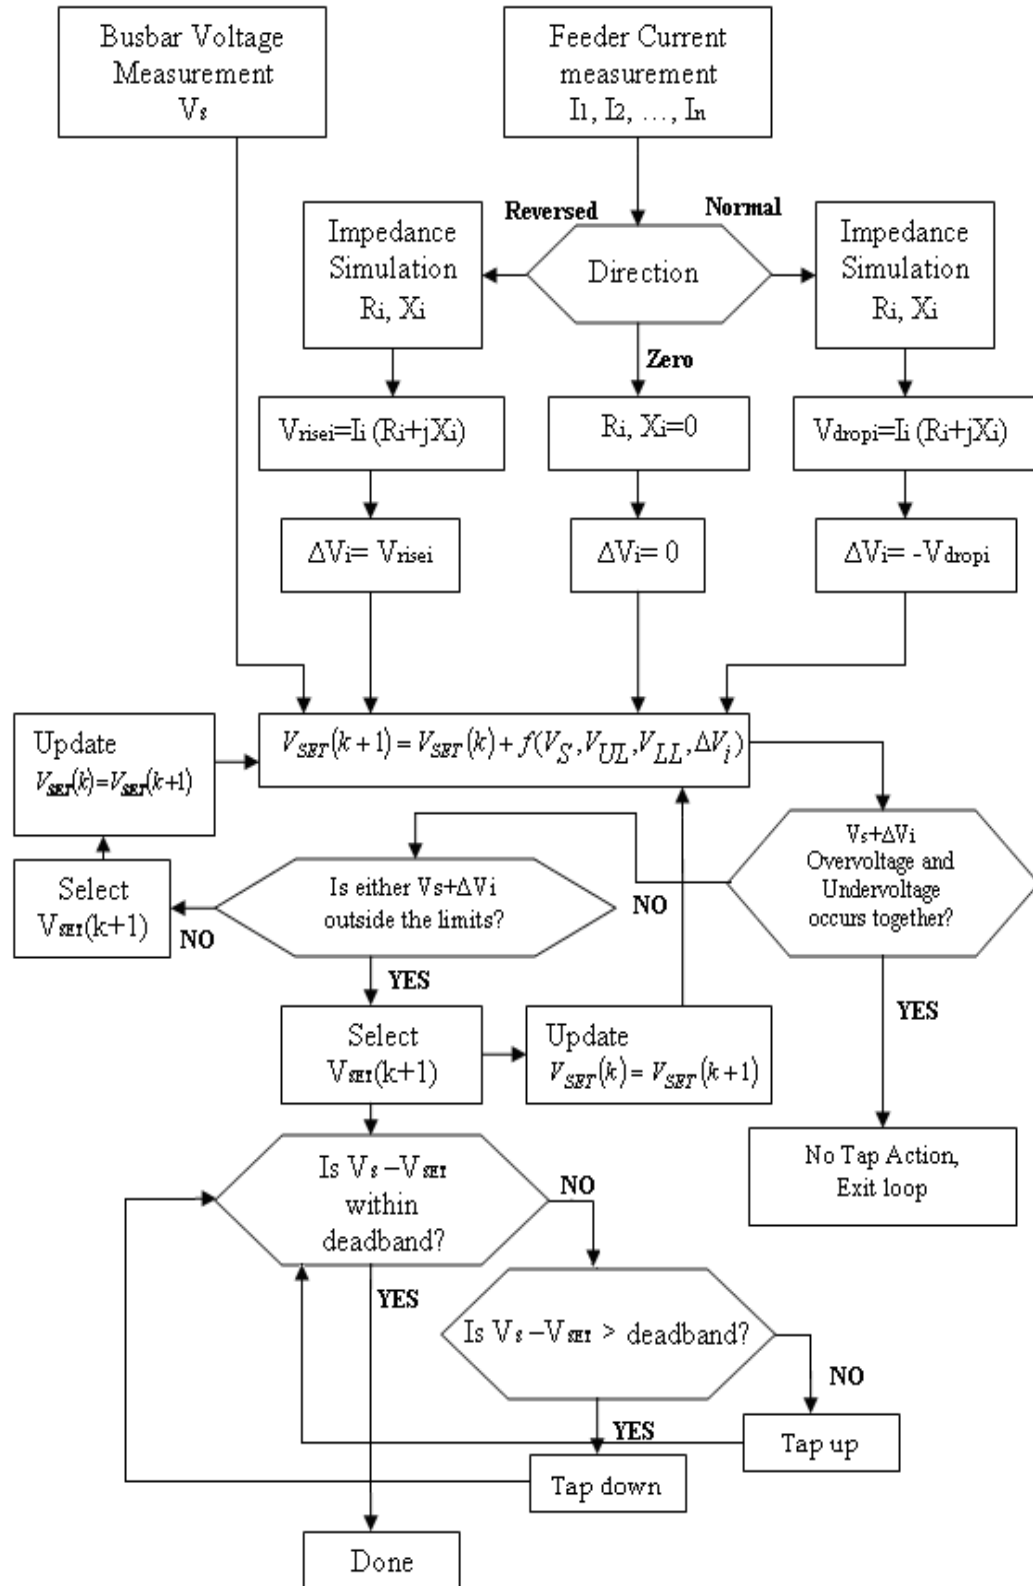 Busbar Voltage
Measurement
Vs
Feeder Current
measurement
I1, I2, ..., In
Reversed
Normal
Impedance
Simulation
Ri, Xi
Direction
Impedance
Simulation
Ri, Xi
Zero
Vrisei=Ii (Ri+jXi)
Ri, Xi=0
Vdropi=Ii (Ri+jXi)
ΔVi= Vrisei
ΔVi= 0
ΔVi= -Vdropi
Update
VSET(k)=VSET(k+1)
VSET(k+1) = VSET(k) + f(VS, VUL, VLL, ΔVi)
Vs+ΔVi
Overvoltage and
Undervoltage
occurs together?
Select
VSET(k+1)
NO
Is either Vs+ΔVi
outside the limits?
NO
YES
YES
Select
VSET(k+1)
Update
VSET(k) = VSET(k+1)
No Tap Action,
Exit loop
Is Vs –VSET
within
deadband?
NO
YES
Is Vs –VSET > deadband?
NO
YES
Tap up
Tap down
Done